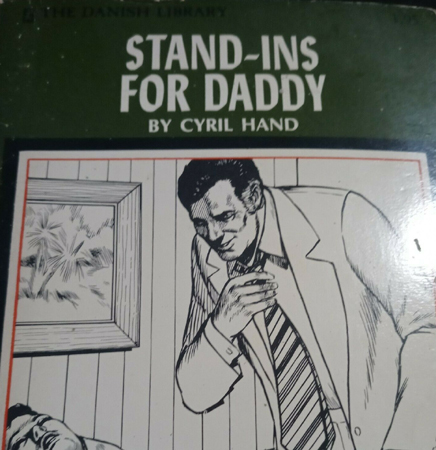 THE DANISH LIBRARY
STAND-INS
FOR DADDY
BY CYRIL HAND